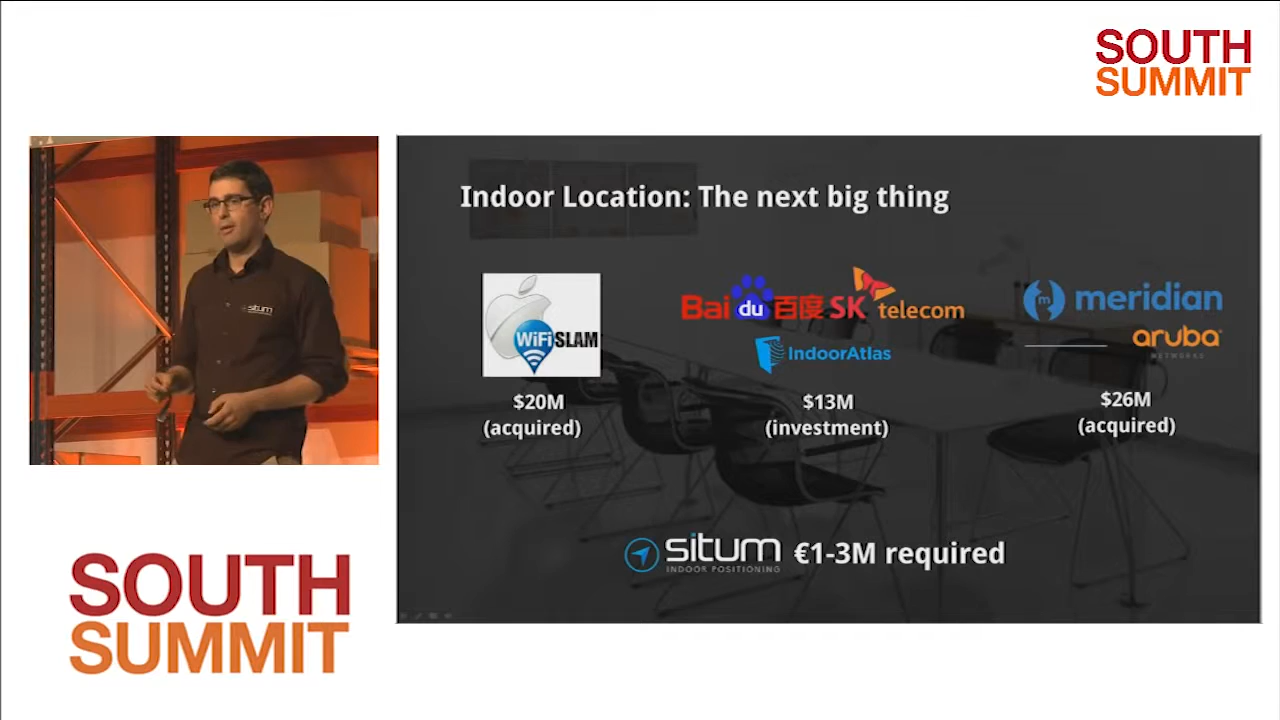 SOUTH
SUMMIT
Indoor Location: The next big thing
WiFiSLAM
$20M
(acquired)
Baidu百度
SK telecom
IndoorAtlas
$13M
(investment)
meridian
aruba
NETWORKS
$26M
(acquired)
situm
INDOOR POSITIONING
€1-3M required
situm
SOUTH
SUMMIT